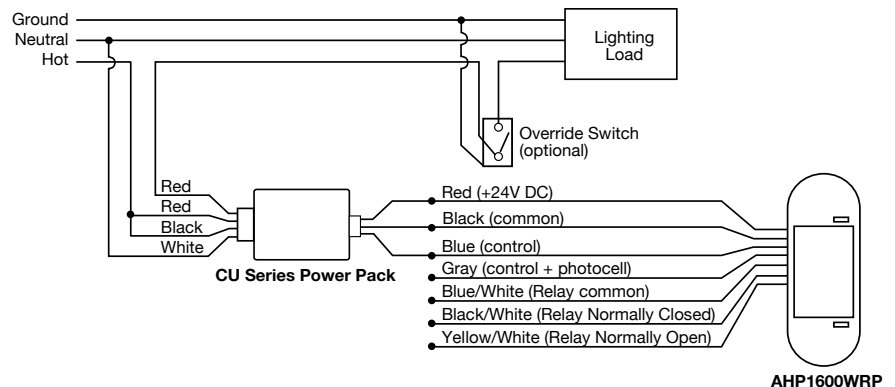 Ground
Neutral
Hot
Lighting
Load
Override Switch
(optional)
Red
Red
Black
White
CU Series Power Pack
Red (+24V DC)
Black (common)
Blue (control)
Gray (control + photocell)
Blue/White (Relay common)
Black/White (Relay Normally Closed)
Yellow/White (Relay Normally Open)
AHP1600WRP